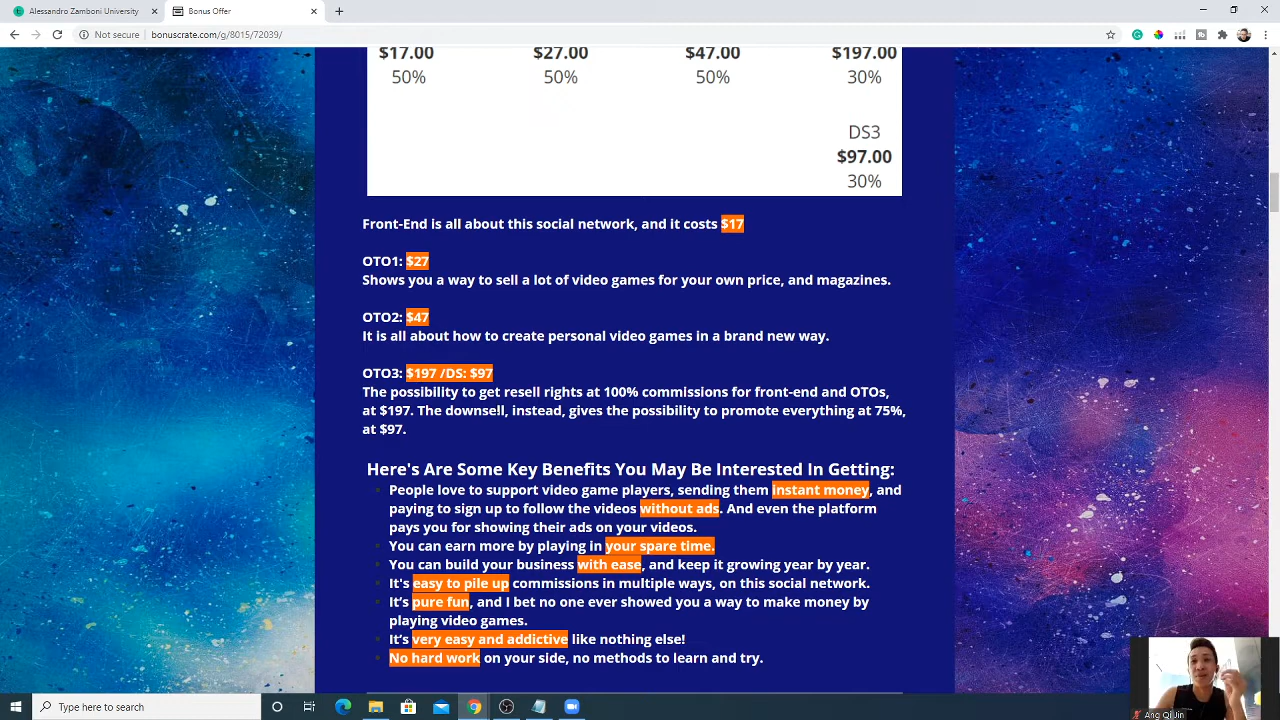 Alessandro Zamboni University
Bonus Offer
Not secure
bonuscrate.com/g/8015/72039/
$17.00 $27.00 $47.00 $197.00
50% 50% 50% 30%
DS3
$97.00
30%
Front-End is all about this social network, and it costs $17
OTO1: $27
Shows you a way to sell a lot of video games for your own price, and magazines.
OTO2: $47
It is all about how to create personal video games in a brand new way.
OTO3: $197 /DS: $97
The possibility to get resell rights at 100% commissions for front-end and OTOs,
at $197. The downsell, instead, gives the possibility to promote everything at 75%,
at $97.
Here's Are Some Key Benefits You May Be Interested In Getting:
People love to support video game players, sending them instant money, and
paying to sign up to follow the videos without ads. And even the platform
pays you for showing their ads on your videos.
You can earn more by playing in your spare time.
You can build your business with ease, and keep it growing year by year.
It's easy to pile up commissions in multiple ways, on this social network.
It’s pure fun, and I bet no one ever showed you a way to make money by
playing video games.
It’s very easy and addictive like nothing else!
No hard work on your side, no methods to learn and try.
Ang QiJin
Type here to search